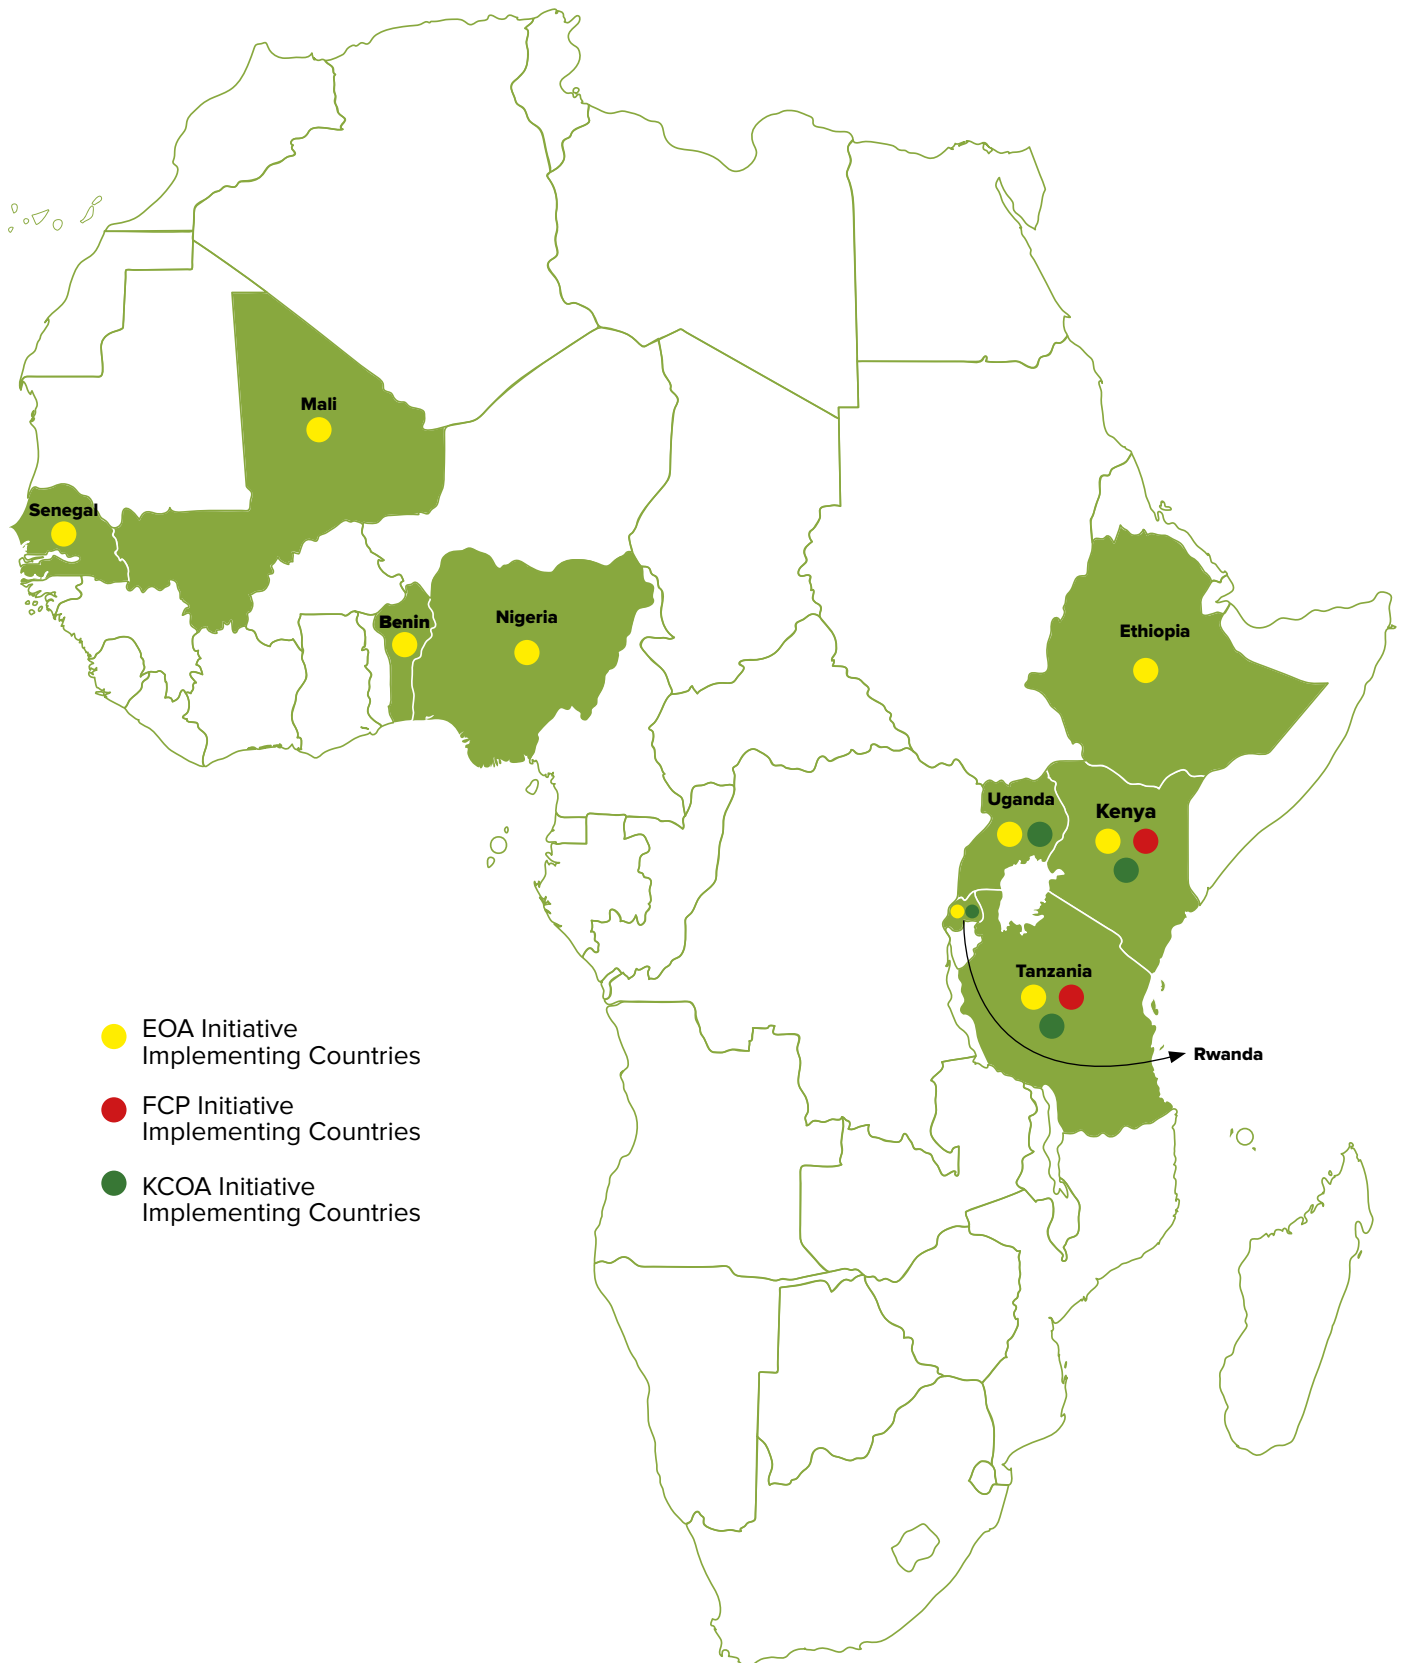 Mali
Senegal
Benin
Nigeria
Ethiopia
Uganda
Kenya
Tanzania
Rwanda
EOA Initiative
Implementing Countries
FCP Initiative
Implementing Countries
KCOA Initiative
Implementing Countries